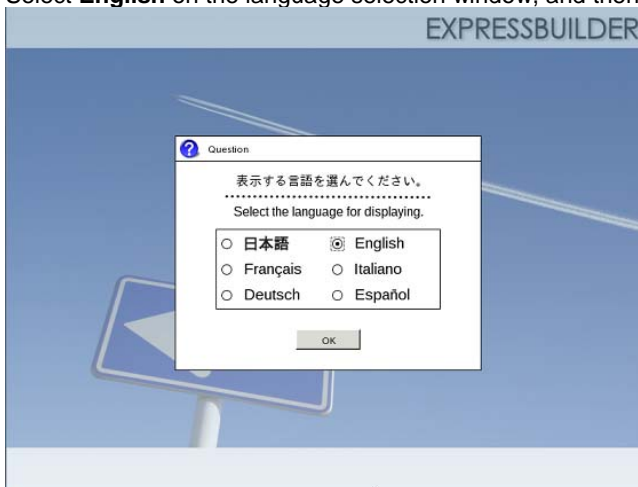 Select English on the language selection window, and then
EXPRESSBUILDER
Question
表示する言語を選んでください。
Select the language for displaying.
日本語 English
Français Italiano
Deutsch Español
OK